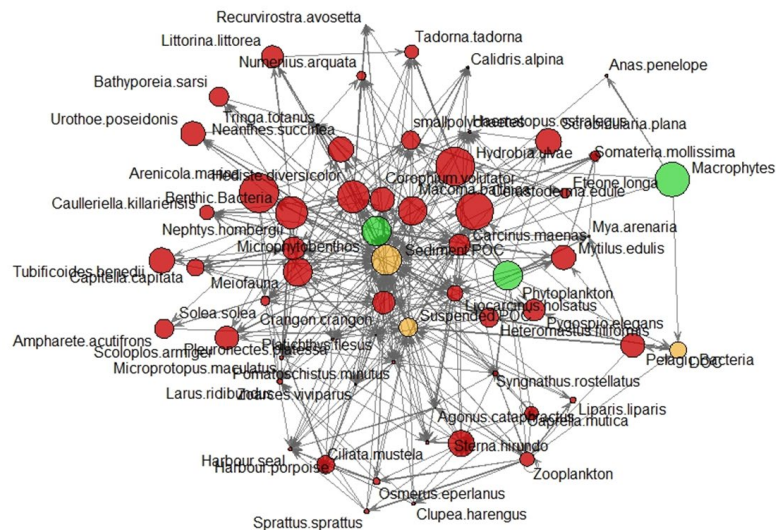 Recurvirostra.avosetta
Littorina.littorea
Tadorna.tadorna
Numenius.arquata
Calidris.alpina
Anas.penelope
Bathyporeia.sarsi
Tringa.totanus
Haematopus.ostralegus
smallpolychaetes
Scrobicularia.plana
Urothoe.poseidonis
Neanthes.succinea
Hydrobia.ulvae
Somateria.mollissima
Macrophytes
Arenicola.marina
Hediste.diversicolor
Corophium.volutator
Eteone.longa
Benthic.Bacteria
Macoma.balthica
Cerastoderma.edule
Caulleriella.killariensis
Nephtys.hombergii
Mya.arenaria
Carcinus.maenas
Microphytobenthos
Sediment.POC
Mytilus.edulis
Tubificoides.benedii
Capitella.capitata
Meiofauna
Phytoplankton
Liocarcinus.holsatus
Solea.solea
Crangon.crangon
Suspended.POC
Pygospio.elegans
Heteromastus.filiformis
Ampharete.acutifrons
Scoloplos.armiger
Pleuronectes.platessa
Platichthys.flesus
Pelagic.Bacteria
DOC
Microprotopus.maculatus
Pomatoschistus.minutus
Syngnathus.rostellatus
Larus.ridibundus
Zoarces.viviparus
Liparis.liparis
Agonus.cataphractus
Caprella.mutica
Harbour.seal
Ciliata.mustela
Sterna.hirundo
Harbour.porpoise
Zooplankton
Osmerus.eperlanus
Sprattus.sprattus
Clupea.harengus